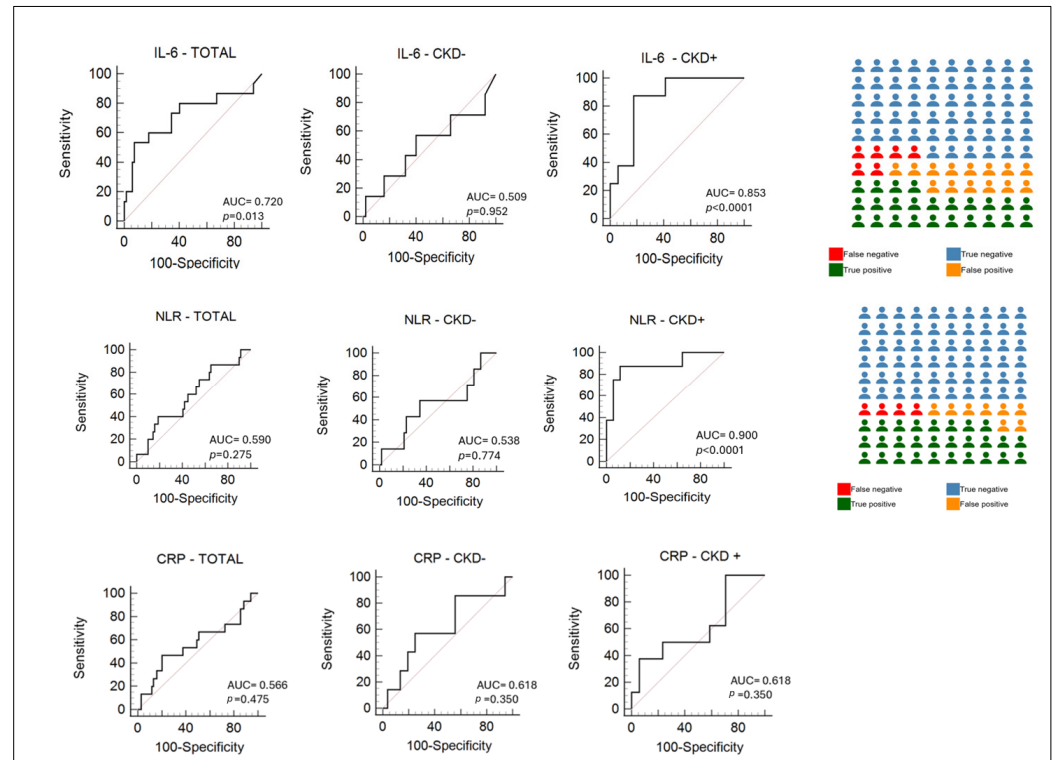 IL-6 - TOTAL
100
80
60
40
20
0
Sensitivity
AUC= 0.720
p=0.013
0 40 80
100-Specificity
IL-6 - CKD-
100
80
60
40
20
0
Sensitivity
AUC= 0.509
p=0.952
0 40 80
100-Specificity
IL-6 - CKD+
100
80
60
40
20
0
Sensitivity
AUC= 0.853
p<0.0001
0 40 80
100-Specificity
False negative
True negative
True positive
False positive
NLR - TOTAL
100
80
60
40
20
0
Sensitivity
AUC= 0.590
p=0.275
0 40 80
100-Specificity
NLR - CKD-
100
80
60
40
20
0
Sensitivity
AUC= 0.538
p=0.774
0 40 80
100-Specificity
NLR - CKD+
100
80
60
40
20
0
Sensitivity
AUC= 0.900
p<0.0001
0 40 80
100-Specificity
False negative
True negative
True positive
False positive
CRP - TOTAL
100
80
60
40
20
0
Sensitivity
AUC= 0.566
p=0.475
0 40 80
100-Specificity
CRP - CKD-
100
80
60
40
20
0
Sensitivity
AUC= 0.618
p=0.350
0 40 80
100-Specificity
CRP - CKD +
100
80
60
40
20
0
Sensitivity
AUC= 0.618
p =0.350
0 40 80
100-Specificity